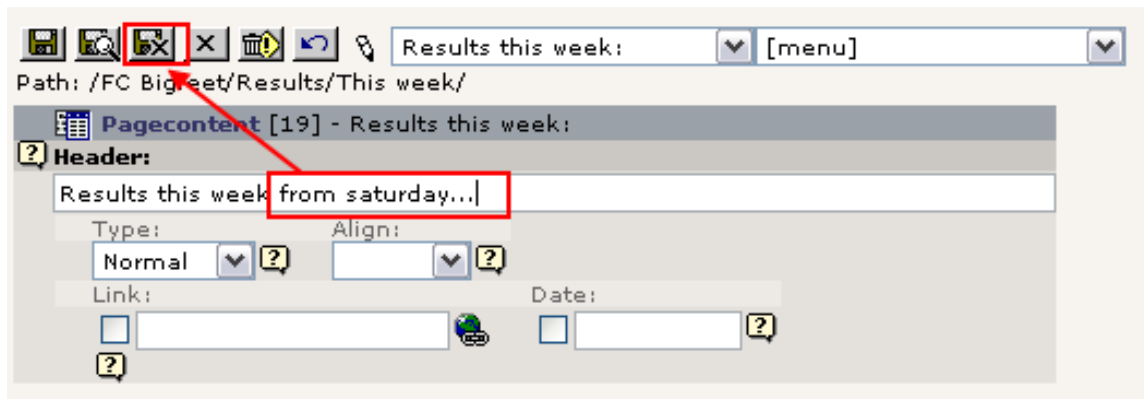 Results this week: [menu]
Path: /FC Bigfeet/Results/This week/
Pagecontent [19] - Results this week:
Header:
Results this week from saturday...
Type: Align:
Normal
Link: Date: